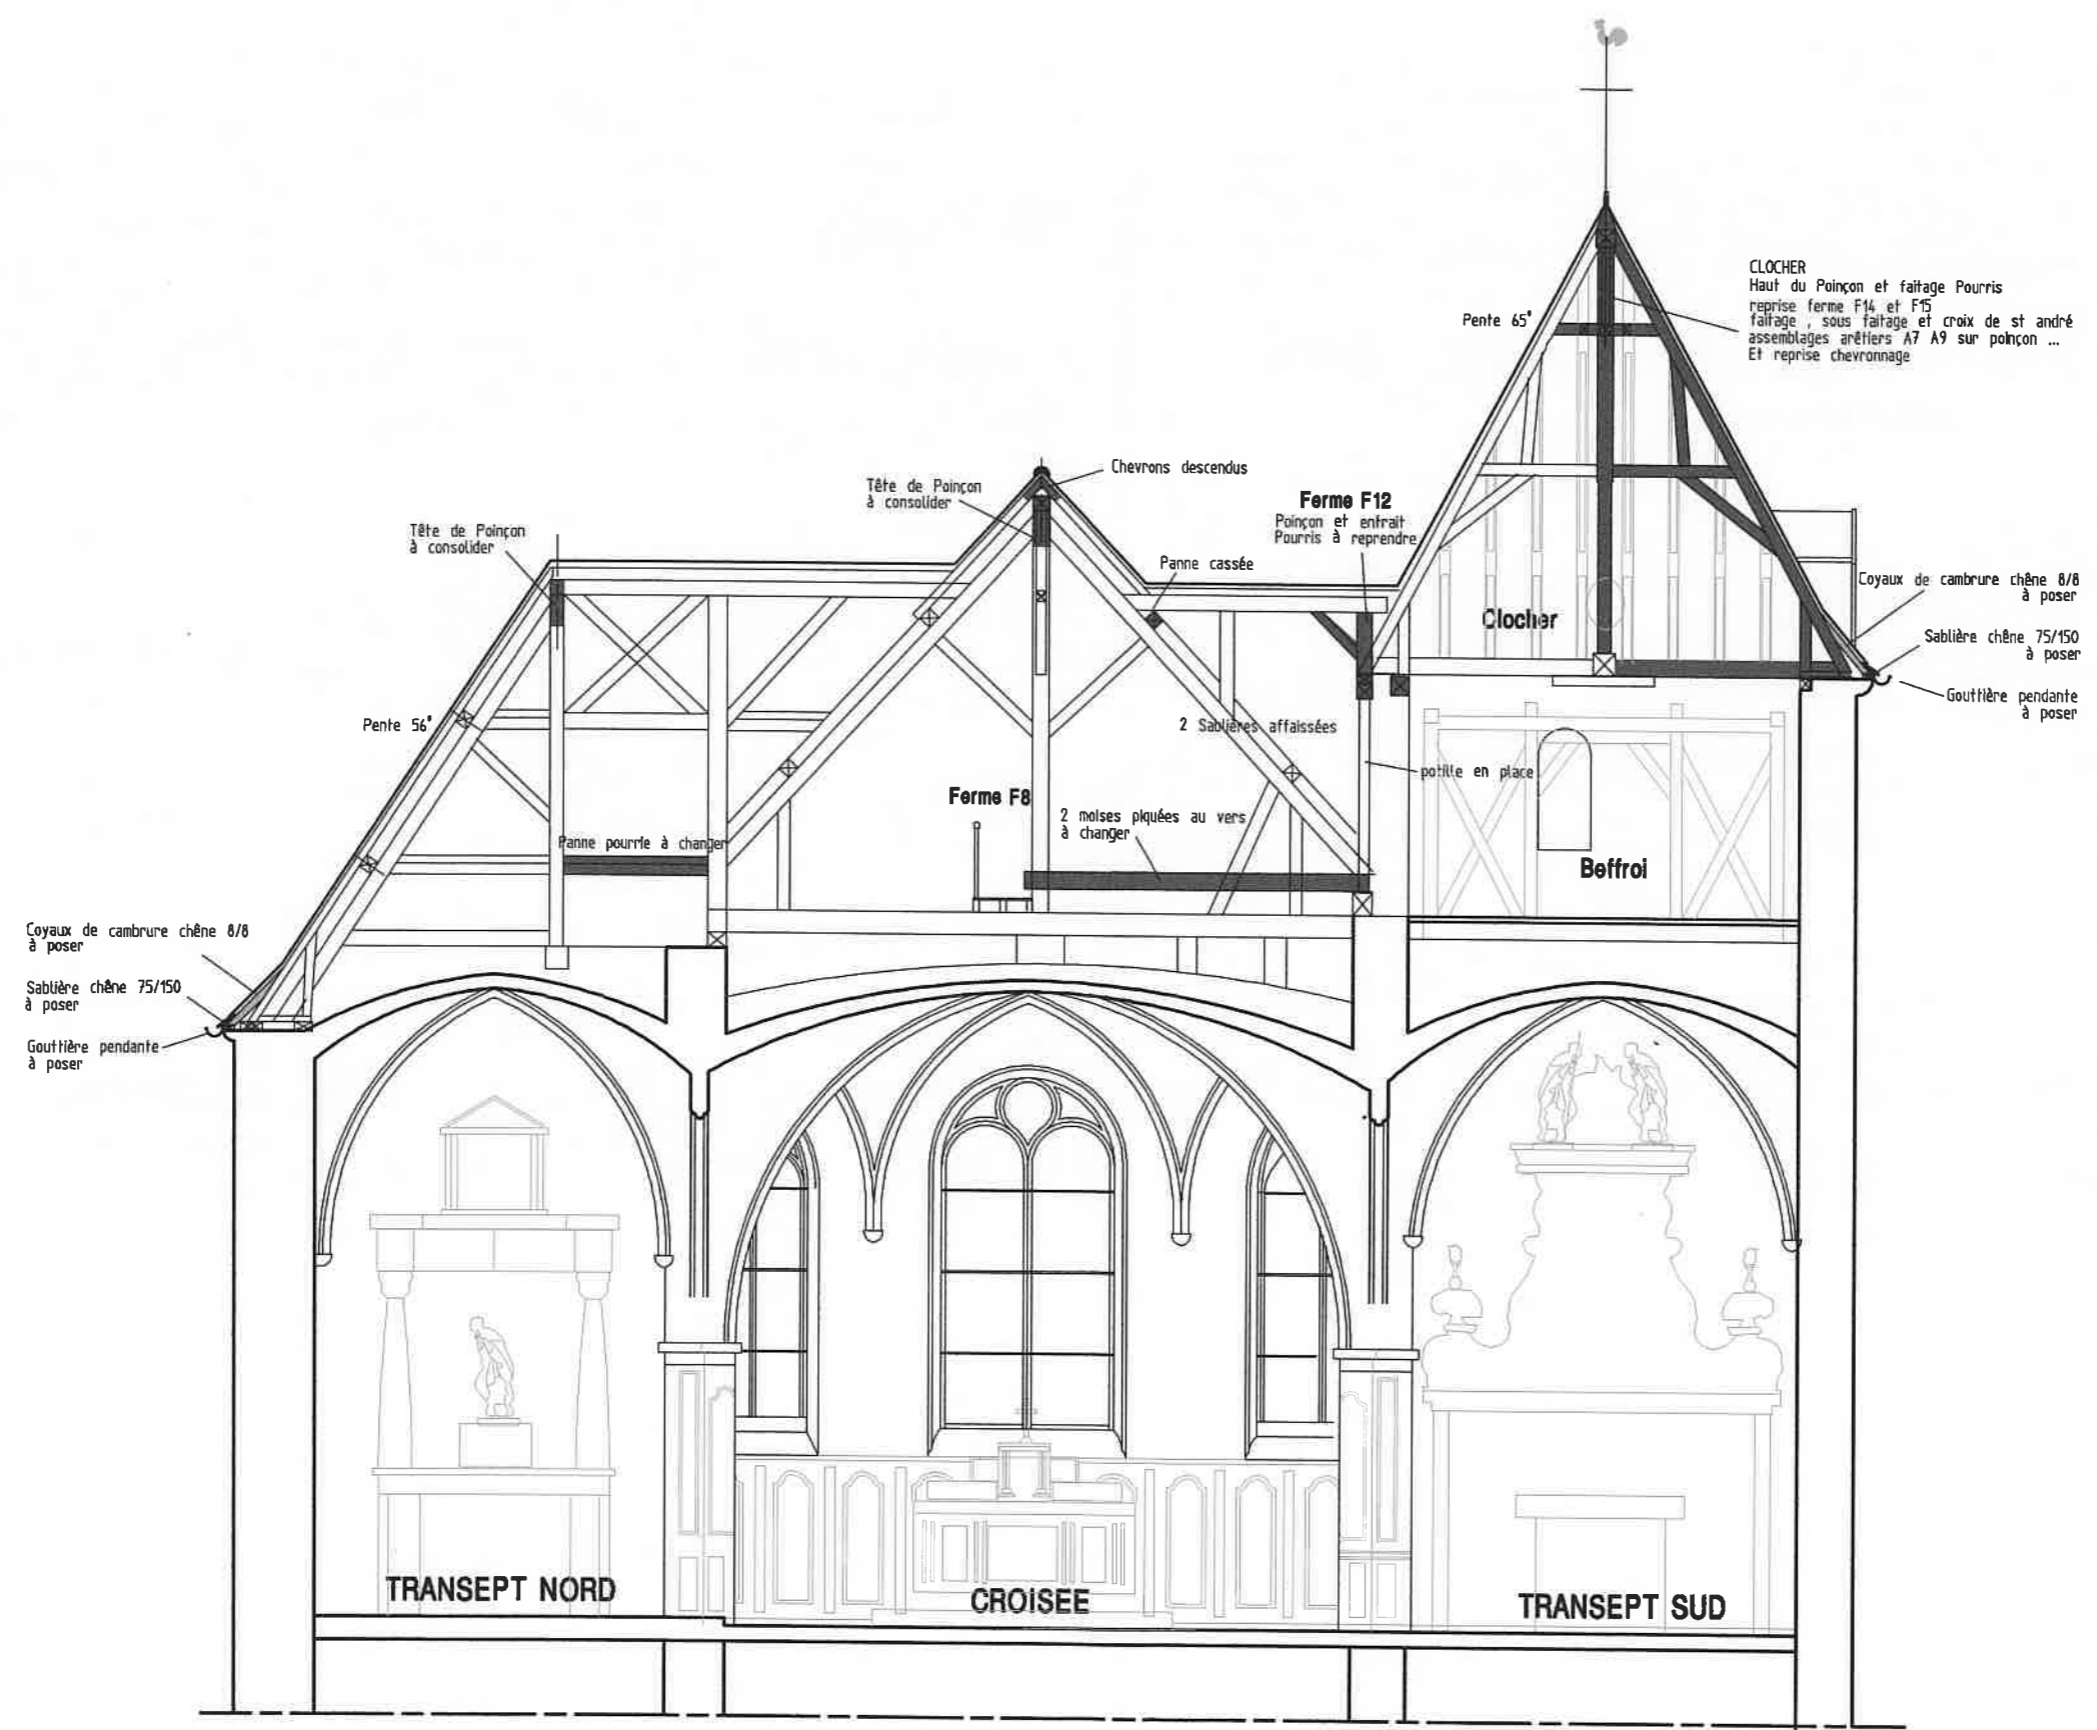 CLOCHER
Haut du Poinçon et faîtage Pourris
reprise ferme F14 et F15
faîtage , sous faîtage et croix de st andré
assemblages arêtiers A7 A9 sur poinçon ...
Et reprise chevronnage
Pente 65°
Chevrons descendus
Tête de Poinçon
à consolider
Ferme F12
Poinçon et entrait
Pourris à reprendre
Tête de Poinçon
à consolider
Panne cassée
Coyaux de cambrure chêne 8/8
à poser
Clocher
Sablière chêne 75/150
à poser
Gouttière pendante
à poser
Pente 56°
2 Sablières affaissées
potille en place
Ferme F8
2 moises piquées au vers
à changer
Panne pourrie à changer
Beffroi
Coyaux de cambrure chêne 8/8
à poser
Sablière chêne 75/150
à poser
Gouttière pendante
à poser
TRANSEPT NORD
CROISEE
TRANSEPT SUD